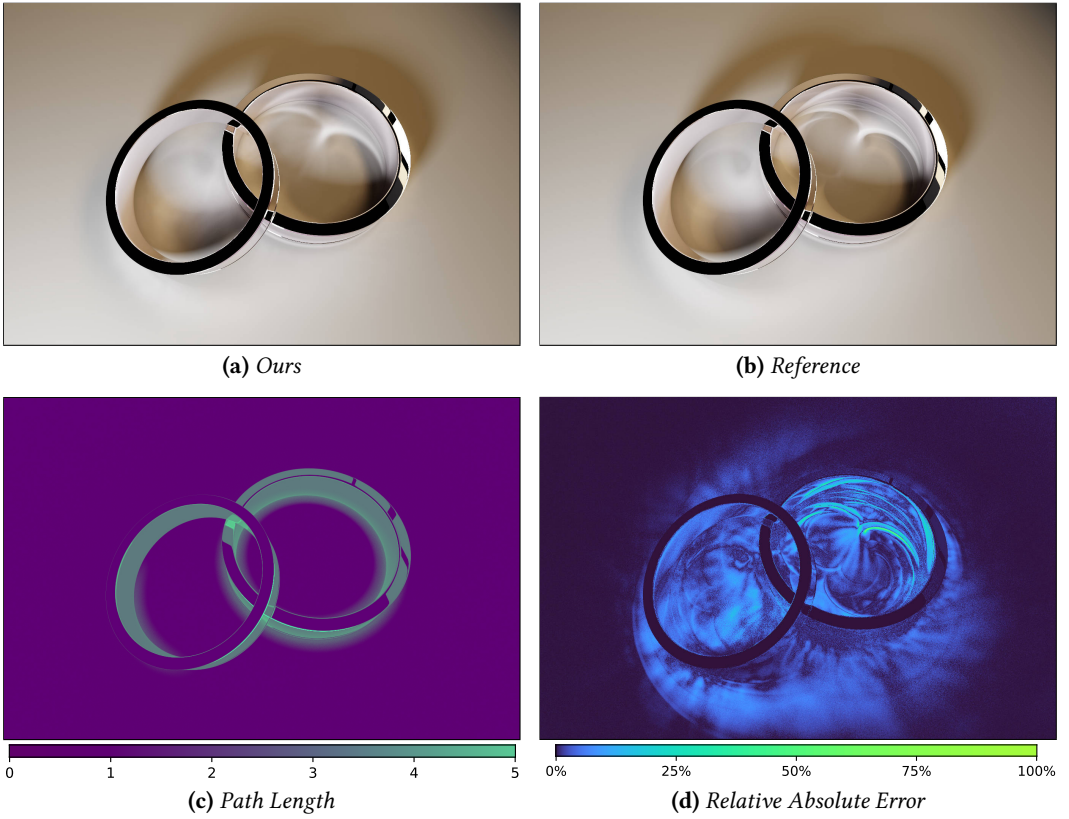 (a) Ours
(b) Reference
0 1 2 3 4 5
0% 25% 50% 75% 100%
(c) Path Length
(d) Relative Absolute Error